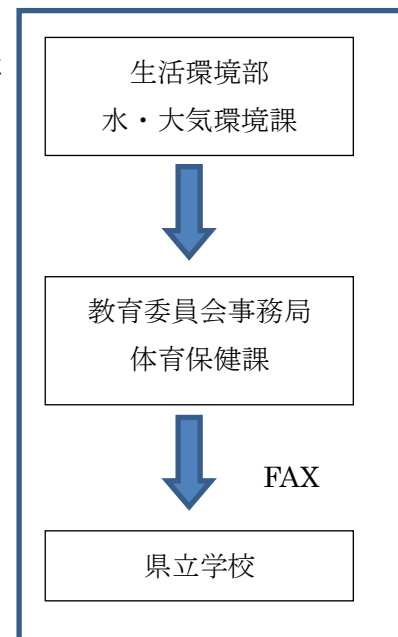 生活環境部
水・大気環境課
教育委員会事務局
体育保健課
FAX
県立学校